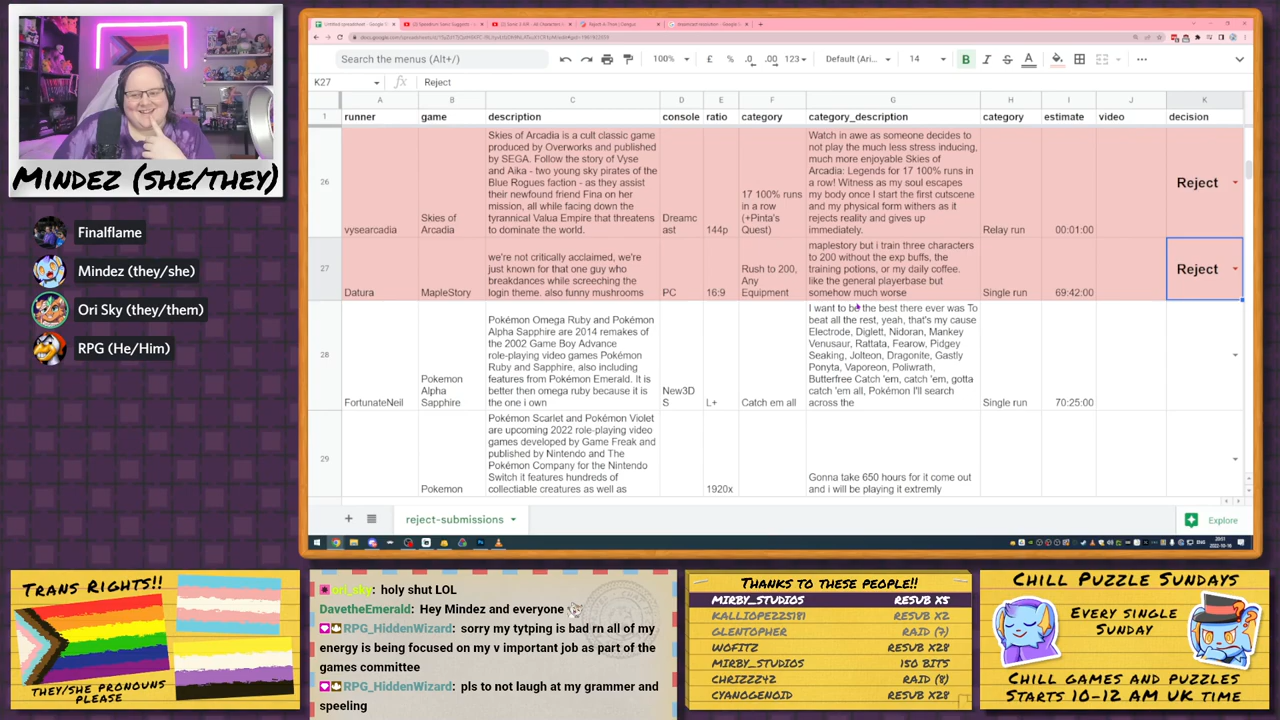 MINDEZ (SHE/THEY)
Finalflame
Mindez (they/she)
Ori Sky (they/them)
RPG (He/Him)
Search the menus (Alt+/)
100%
£
%
.0
.00
123
Default (Ari...
14
B
I
A
K27
fx
Reject
A
B
C
D
E
F
G
H
I
J
K
1
runner
game
description
console
ratio
category
category_description
category
estimate
video
decision
26
vysearcadia
Skies of
Arcadia
Skies of Arcadia is a cult classic game
produced by Overworks and published
by SEGA. Follow the story of Vyse
and Aika - two young sky pirates of the
Blue Rogues faction - as they assist
their newfound friend Fina on her
mission, all while facing down the
tyrannical Valua Empire that threatens
to dominate the world.
Dreamc
ast
144p
17 100% runs
in a row
(+Pinta's
Quest)
Watch in awe as someone decides to
not play the much less stress inducing,
much more enjoyable Skies of
Arcadia: Legends for 17 100% runs in
a row! Witness as my soul escapes
my body once I start the first cutscene
and my physical form withers as it
rejects reality and gives up
immediately.
Relay run
00:01:00
Reject
27
Datura
MapleStory
we're not critically acclaimed, we're
just known for that one guy who
breakdances while screeching the
login theme. also funny mushrooms
PC
16:9
Rush to 200,
Any
Equipment
maplestory but i train three characters
to 200 without the exp buffs, the
training potions, or my daily coffee.
like the general playerbase but
somehow much worse
Single run
69:42:00
Reject
28
FortunateNeil
Pokemon
Alpha
Sapphire
Pokémon Omega Ruby and Pokémon
Alpha Sapphire are 2014 remakes of
the 2002 Game Boy Advance
role-playing video games Pokémon
Ruby and Sapphire, also including
features from Pokémon Emerald. It is
better then omega ruby because it is
the one i own
New3D
S
L+
Catch em all
I want to be the best there ever was To
beat all the rest, yeah, that's my cause
Electrode, Diglett, Nidoran, Mankey
Venusaur, Rattata, Fearow, Pidgey
Seaking, Jolteon, Dragonite, Gastly
Ponyta, Vaporeon, Poliwrath,
Butterfree Catch 'em, catch 'em, gotta
catch 'em all, Pokémon I'll search
across the
Single run
70:25:00
29
Pokemon
Pokémon Scarlet and Pokémon Violet
are upcoming 2022 role-playing video
games developed by Game Freak and
published by Nintendo and The
Pokémon Company for the Nintendo
Switch it features hundreds of
collectiable creatures as well as
1920x
Gonna take 650 hours for it come out
and i will be playing it extremly
reject-submissions
Explore
20:01
2022-10-16
TRANS RIGHTS!!
THEY/SHE PRONOUNS
PLEASE
ori_sky: holy shut LOL
DavetheEmerald: Hey Mindez and everyone
RPG_HiddenWizard: sorry my tytping is bad rn all of my
energy is being focused on my v important job as part of the
games committee
RPG_HiddenWizard: pls to not laugh at my grammer and
speeling
THANKS TO THESE PEOPLE!!
MIRBY_STUDIOS RESUB X5
KALLIOPEZZS181 RESUB X2
GLENTOPHER RAID (7)
WOFITZ RESUB X28
MIRBY_STUDIOS 150 BITS
CHRIZZZ42 RAID (8)
CYANOGENOID RESUB X28
CHILL PUZZLE SUNDAYS
EVERY SINGLE
SUNDAY
CHILL GAMES AND PUZZLES
STARTS 10-12 AM UK TIME